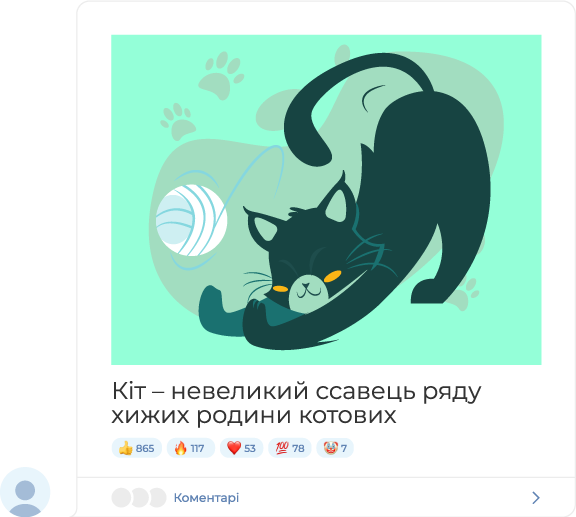 Кіт – невеликий ссавець ряду
хижих родини котових
👍 865 🔥 117 ❤️ 53 💯 78 🤡 7
Коментарі